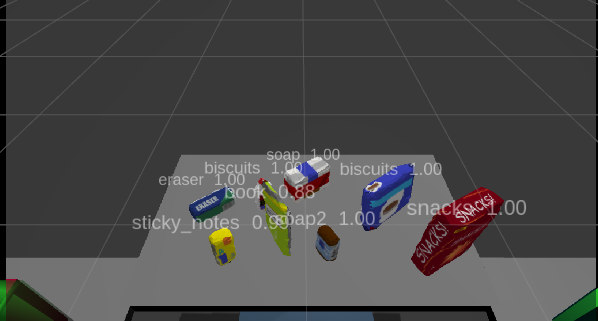 soap 1.00
biscuits 1.00
biscuits 1.00
eraser 1.00
book 0.88
snacks 1.00
sticky_notes 0.9
soap2 1.00
ERASER
SNACKS!
SNACKS!